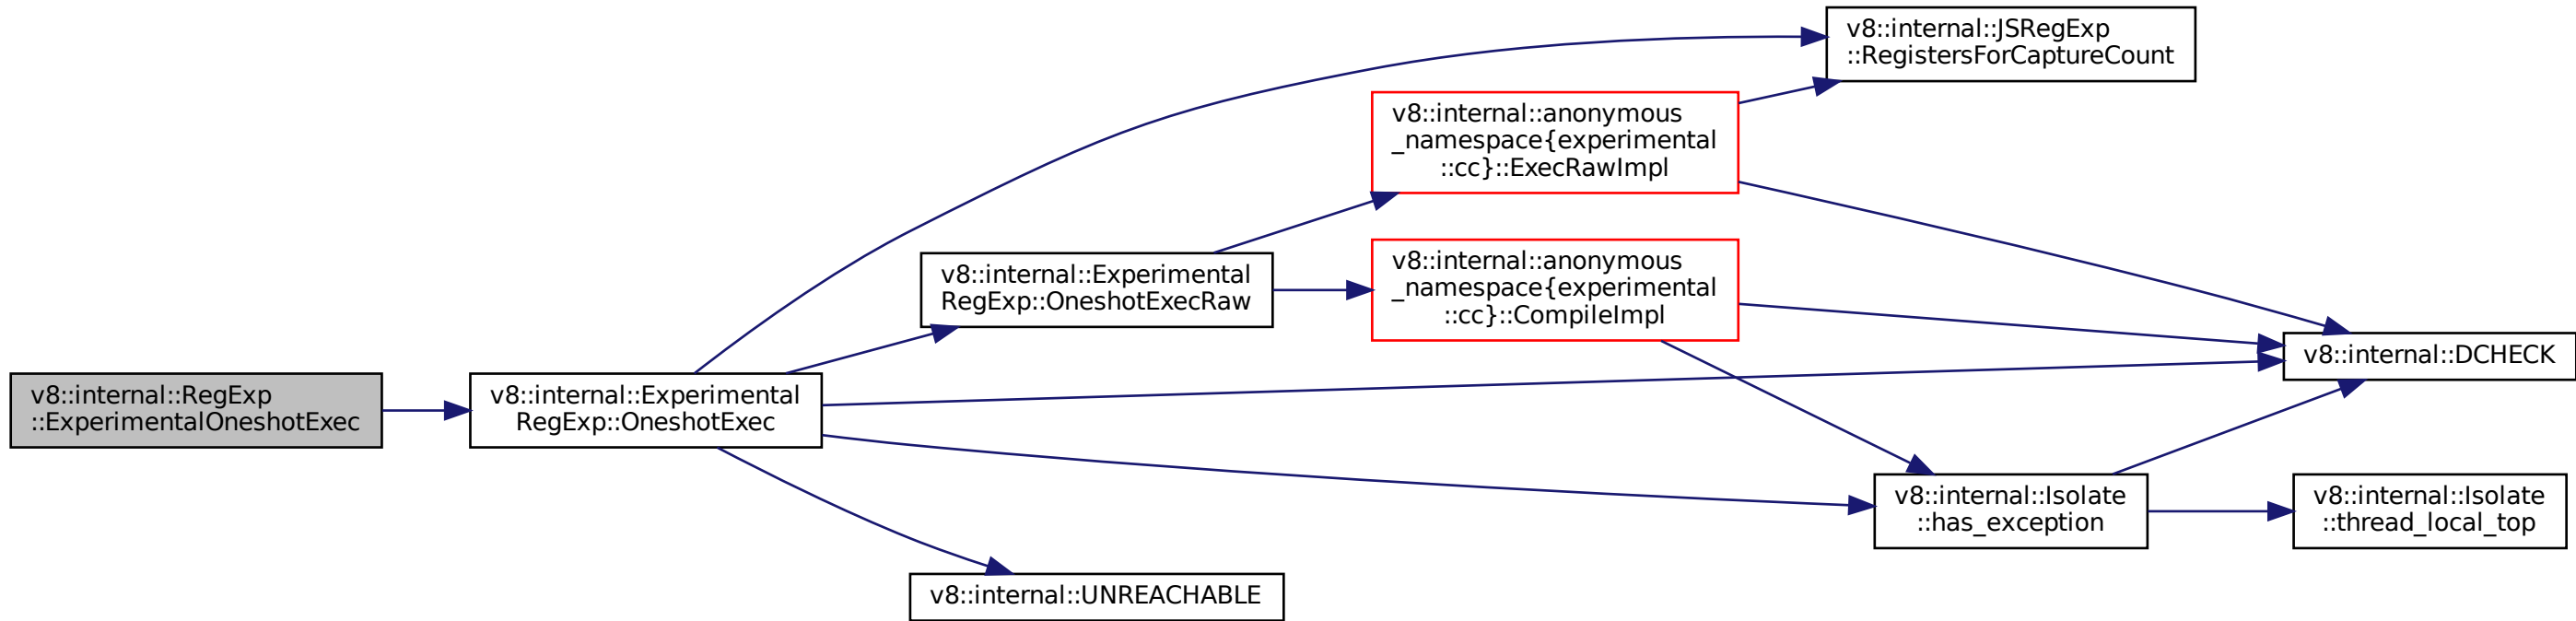 v8::internal::RegExp
::ExperimentalOneshotExec
v8::internal::Experimental
RegExp::OneshotExec
v8::internal::Experimental
RegExp::OneshotExecRaw
v8::internal::UNREACHABLE
v8::internal::anonymous
_namespace{experimental
::cc}::ExecRawImpl
v8::internal::anonymous
_namespace{experimental
::cc}::CompileImpl
v8::internal::JSRegExp
::RegistersForCaptureCount
v8::internal::Isolate
::has_exception
v8::internal::DCHECK
v8::internal::Isolate
::thread_local_top